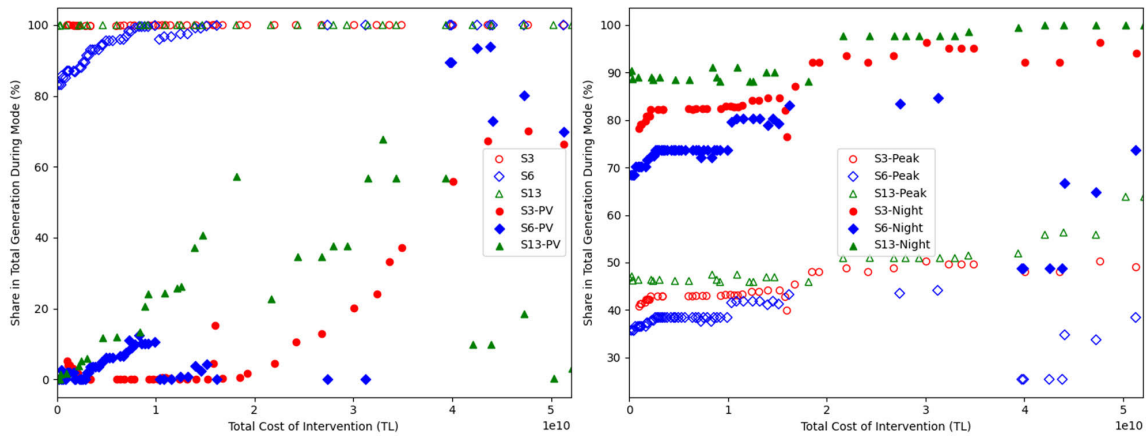 100
80
60
40
20
0
Share in Total Generation During Mode (%)
S3
S6
S13
S3-PV
S6-PV
S13-PV
0 1 2 3 4 5
1e10
Total Cost of Intervention (TL)
100
90
80
70
60
50
40
30
Share in Total Generation During Mode (%)
S3-Peak
S6-Peak
S13-Peak
S3-Night
S6-Night
S13-Night
0 1 2 3 4 5
1e10
Total Cost of Intervention (TL)